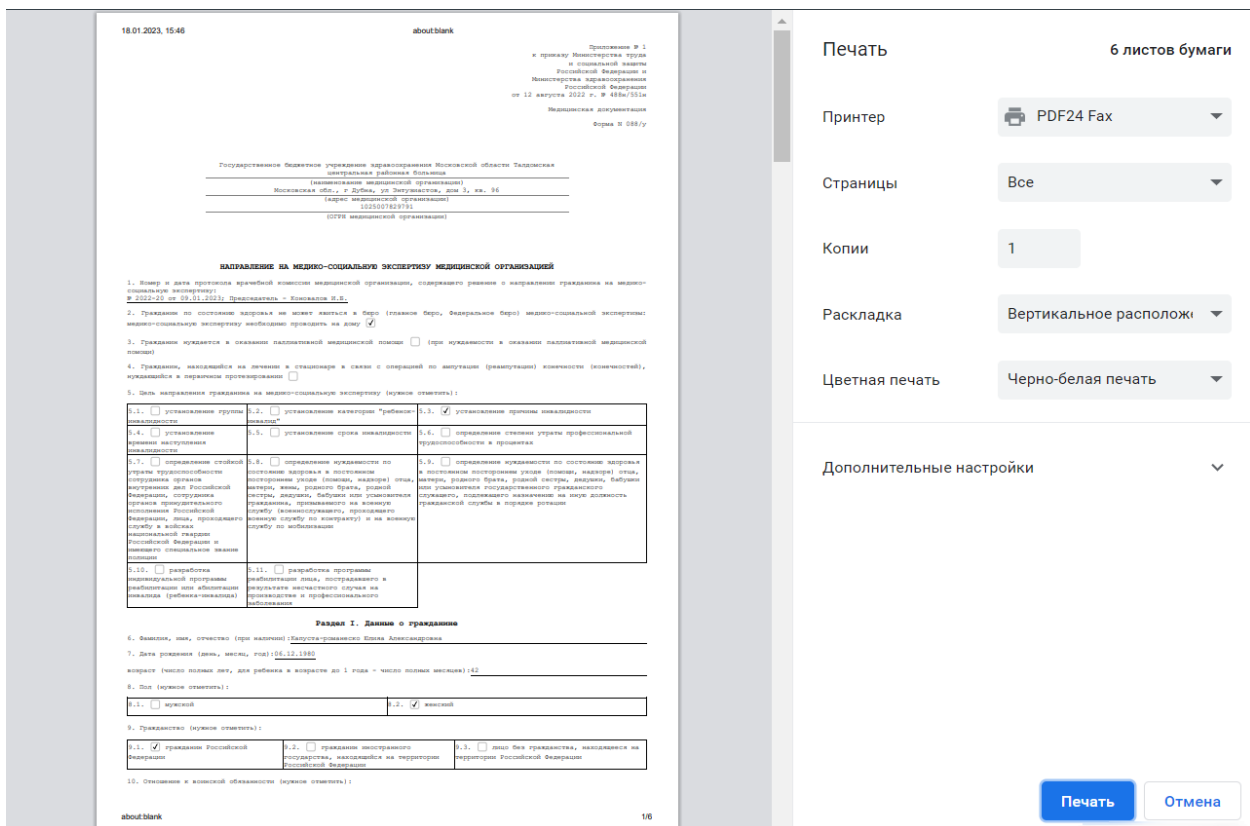 18.01.2023, 15:46 about:blank
Приложение № 1
к приказу Министерства труда
и социальной защиты
Российской Федерации и
Министерства здравоохранения
Российской Федерации
от 12 августа 2022 г. № 488н/551н
Медицинская документация
Форма N 088/у
Государственное бюджетное учреждение здравоохранения Московской области Талдомская
центральная районная больница
(наименование медицинской организации)
Московская обл., г Дубна, ул Энтузиастов, дом 3, кв. 96
(адрес медицинской организации)
1025007829791
(ОГРН медицинской организации)
НАПРАВЛЕНИЕ НА МЕДИКО-СОЦИАЛЬНУЮ ЭКСПЕРТИЗУ МЕДИЦИНСКОЙ ОРГАНИЗАЦИЕЙ
1. Номер и дата протокола врачебной комиссии медицинской организации, содержащего решение о направлении гражданина на медико-
социальную экспертизу:
№ 2022-20 от 09.01.2023; Председатель - Коновалов Н.В.
2. Гражданин по состоянию здоровья не может явиться в бюро (главное бюро, Федеральное бюро) медико-социальной экспертизы:
медико-социальную экспертизу необходимо проводить на дому
3. Гражданин нуждается в оказании паллиативной медицинской помощи (при нуждаемости в оказании паллиативной медицинской
помощи)
4. Гражданин, находящийся на лечении в стационаре в связи с операцией по ампутации (реампутации) конечности (конечностей),
нуждающийся в первичном протезировании
5. Цель направления гражданина на медико-социальную экспертизу (нужное отметить):
5.1. установление группы
инвалидности
5.2. установление категории "ребенок-
инвалид"
5.3. установление причины инвалидности
5.4. установление
времени наступления
инвалидности
5.5. установление срока инвалидности
5.6. определение степени утраты профессиональной
трудоспособности в процентах
5.7. определение стойкой
утраты трудоспособности
сотрудника органов
внутренних дел Российской
Федерации, сотрудника
органов принудительного
исполнения Российской
Федерации, лица, проходящего
службу в войсках
национальной гвардии
Российской Федерации и
имеющего специальное звание
полиции
5.8. определение нуждаемости по
состоянию здоровья в постоянном
постороннем уходе (помощи, надзоре) отца,
матери, жены, родного брата, родной
сестры, дедушки, бабушки или усыновителя
гражданина, призываемого на военную
службу (военнослужащего, проходящего
военную службу по контракту) и на военную
службу по мобилизации
5.9. определение нуждаемости по состоянию здоровья
в постоянном постороннем уходе (помощи, надзоре) отца,
матери, родного брата, родной сестры, дедушки, бабушки
или усыновителя государственного гражданского
служащего, подлежащего назначению на иную должность
гражданской службы в порядке ротации
5.10. разработка
индивидуальной программы
реабилитации или абилитации
инвалида (ребенка-инвалида)
5.11. разработка программы
реабилитации лица, пострадавшего в
результате несчастного случая на
производстве и профессионального
заболевания
Раздел I. Данные о гражданине
6. Фамилия, имя, отчество (при наличии): Капуста-романеско Александровна
7. Дата рождения (день, месяц, год): 06.12.1980
возраст (число полных лет, для ребенка в возрасте до 1 года - число полных месяцев): 42
8. Пол (нужное отметить):
8.1. мужской
8.2. женский
9. Гражданство (нужное отметить):
9.1. гражданин Российской
Федерации
9.2. гражданин иностранного
государства, находящийся на территории
Российской Федерации
9.3. лицо без гражданства, находящееся на
территории Российской Федерации
10. Отношение к воинской обязанности (нужное отметить):
about:blank 1/6
Печать 6 листов бумаги
Принтер PDF24 Fax
Страницы Все
Копии 1
Раскладка Вертикальное располож
Цветная печать Черно-белая печать
Дополнительные настройки
Печать Отмена